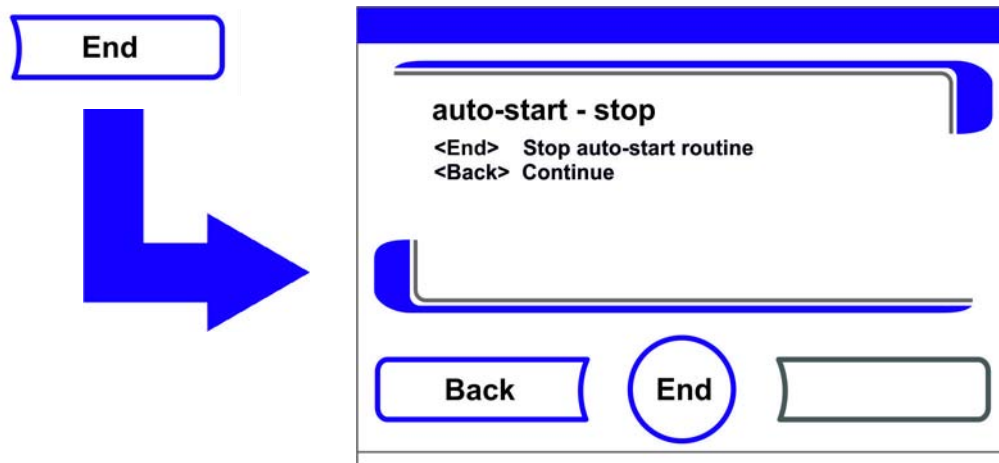 End
auto-start - stop
<End> Stop auto-start routine
<Back> Continue
Back End